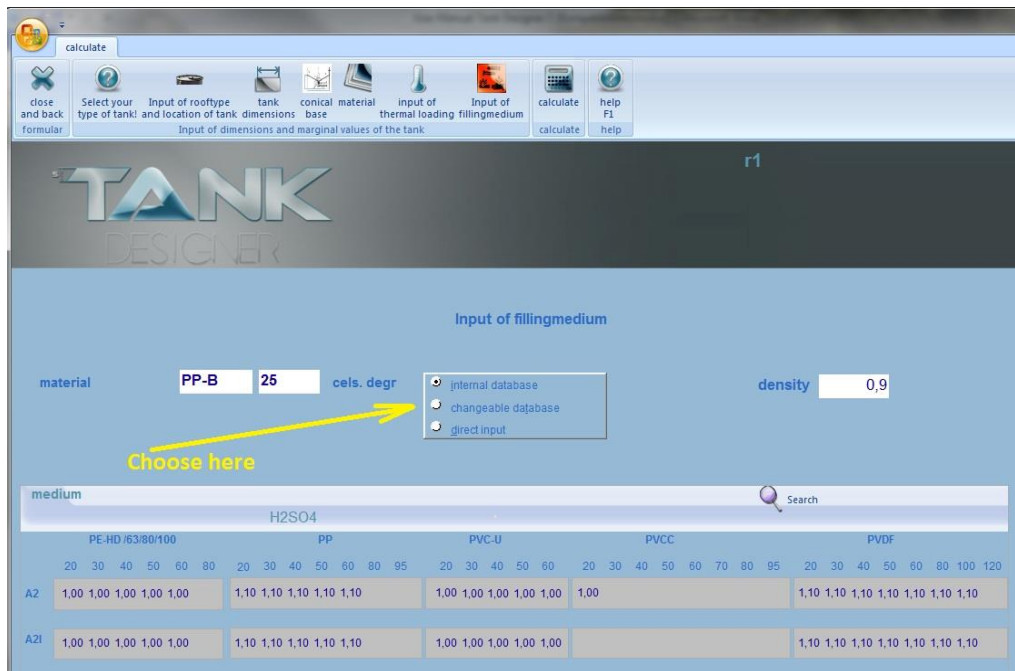 calculate
close and back
Select your type of tank!
Input of rooftype and location of tank
tank dimensions
conical base
material
input of thermal loading
Input of fillingmedium
calculate
help F1
formular
Input of dimensions and marginal values of the tank
calculate
help
r1
TANK
DESIGNER
Input of fillingmedium
material PP-B 25 cels. degr
internal database
changeable database
direct input
density 0,9
Choose here
medium
Search
H2SO4
PE-HD /63/80/100 PP PVC-U PVCC PVDF
20 30 40 50 60 80 20 30 40 50 60 80 95 20 30 40 50 60 20 30 40 50 60 70 80 95 20 30 40 50 60 80 100 120
A2 1,00 1,00 1,00 1,00 1,00 1,10 1,10 1,10 1,10 1,10 1,00 1,00 1,00 1,00 1,00 1,00 1,10 1,10 1,10 1,10 1,10 1,10 1,10
A2I 1,00 1,00 1,00 1,00 1,00 1,10 1,10 1,10 1,10 1,10 1,00 1,00 1,00 1,00 1,00 1,10 1,10 1,10 1,10 1,10 1,10 1,10